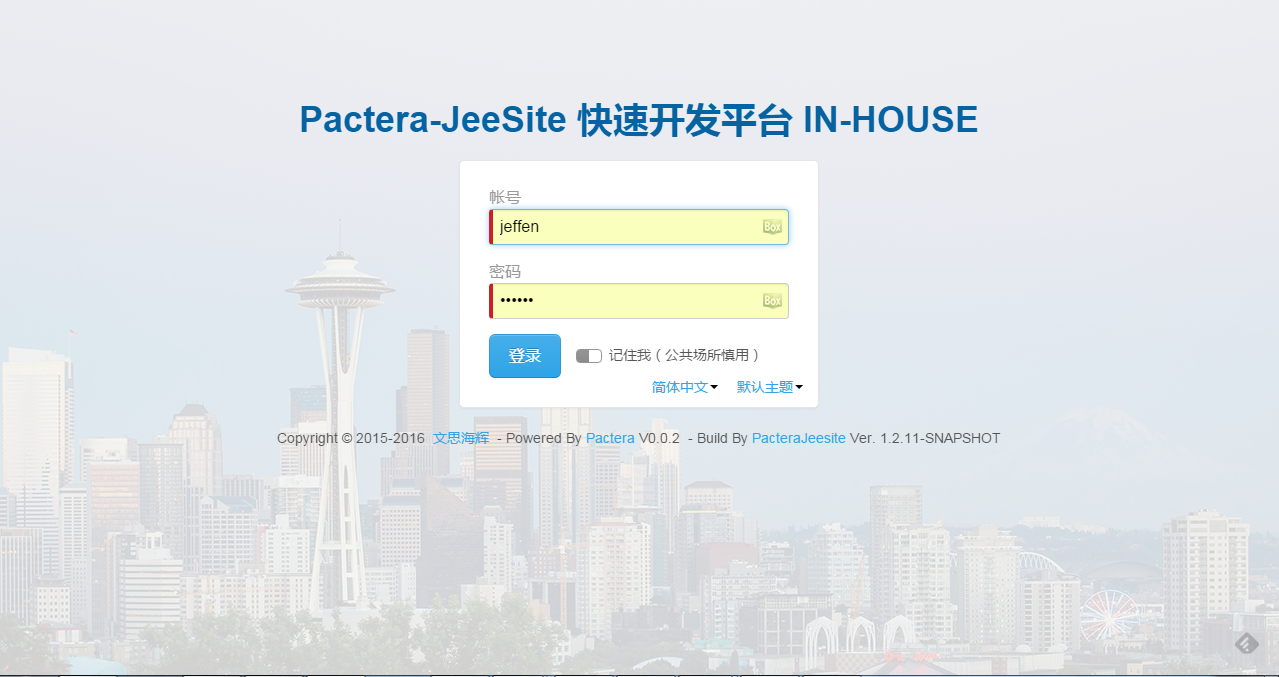 Pactera-JeeSite 快速开发平台 IN-HOUSE
帐号
jeffen
Box
密码
••••••
Box
登录 记住我（公共场所慎用）
简体中文 默认主题
Copyright © 2015-2016 文思海辉 - Powered By Pactera V0.0.2 - Build By PacteraJeesite Ver. 1.2.11-SNAPSHOT